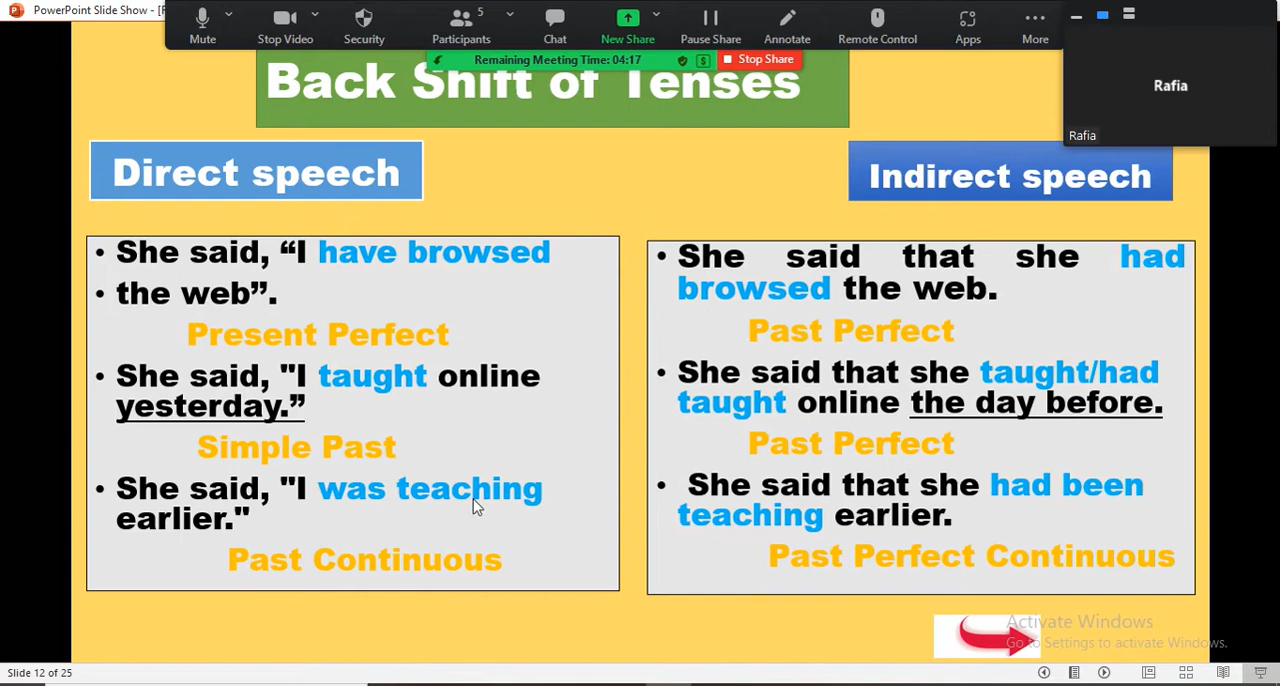 PowerPoint Slide Show - [F
5
Mute
Stop Video
Security
Participants
Chat
New Share
Pause Share
Annotate
Remote Control
Apps
More
Remaining Meeting Time: 04:17
Stop Share
Rafia
Rafia
Back Shift of Tenses
Direct speech
• She said, “I have browsed
• the web”.
Present Perfect
• She said, "I taught online
yesterday.”
Simple Past
• She said, "I was teaching
earlier."
Past Continuous
Indirect speech
• She said that she had
browsed the web.
Past Perfect
• She said that she taught/had
taught online the day before.
Past Perfect
• She said that she had been
teaching earlier.
Past Perfect Continuous
Activate Windows
Go to Settings to activate Windows.
Slide 12 of 25